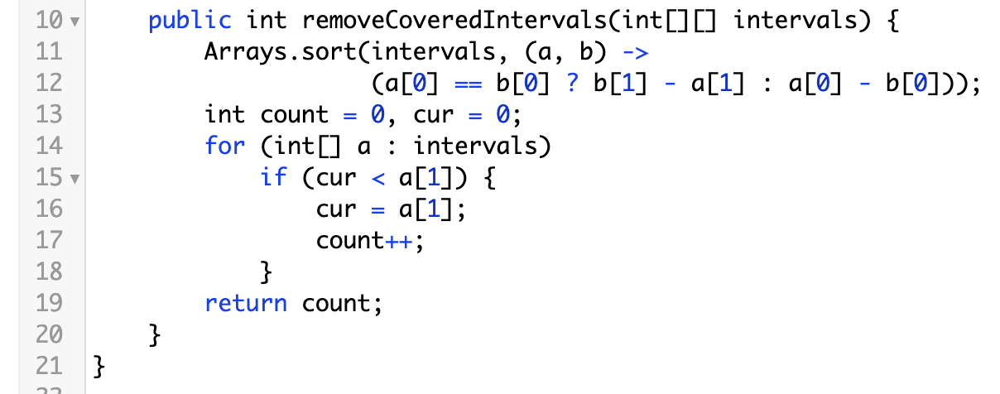 10 public int removeCoveredIntervals(int[][] intervals) {
11 Arrays.sort(intervals, (a, b) ->
12 (a[0] == b[0] ? b[1] - a[1] : a[0] - b[0]));
13 int count = 0, cur = 0;
14 for (int[] a : intervals)
15 if (cur < a[1]) {
16 cur = a[1];
17 count++;
18 }
19 return count;
20 }
21 }